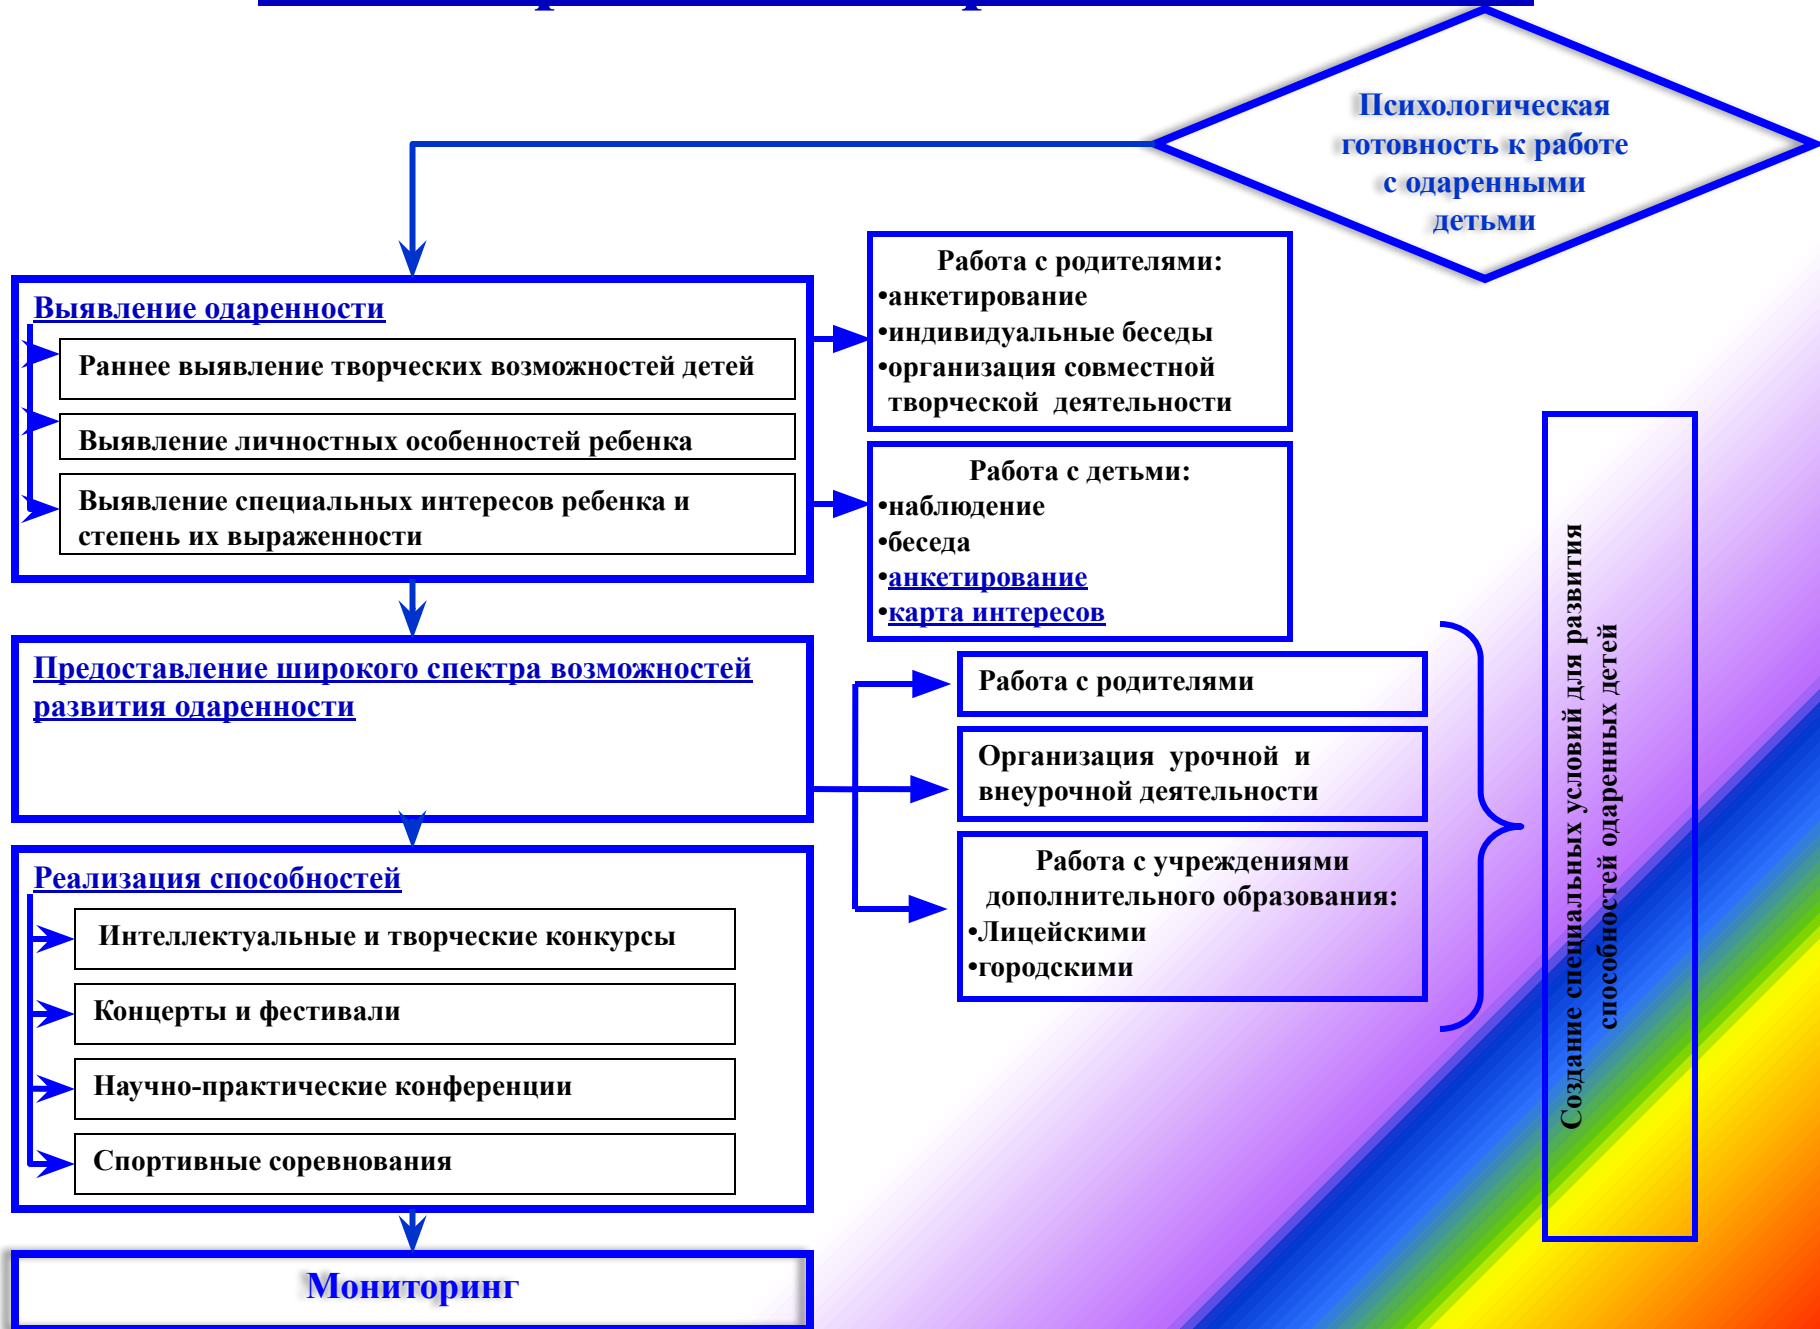 Психологическая
готовность к работе
с одаренными
детьми
Выявление одаренности
Раннее выявление творческих возможностей детей
Выявление личностных особенностей ребенка
Выявление специальных интересов ребенка и
степень их выраженности
Работа с родителями:
•анкетирование
•индивидуальные беседы
•организация совместной
творческой деятельности
Работа с детьми:
•наблюдение
•беседа
•анкетирование
•карта интересов
Предоставление широкого спектра возможностей
развития одаренности
Работа с родителями
Организация урочной и
внеурочной деятельности
Работа с учреждениями
дополнительного образования:
•Лицейскими
•городскими
Создание специальных условий для развития
способностей одаренных детей
Реализация способностей
Интеллектуальные и творческие конкурсы
Концерты и фестивали
Научно-практические конференции
Спортивные соревнования
Мониторинг